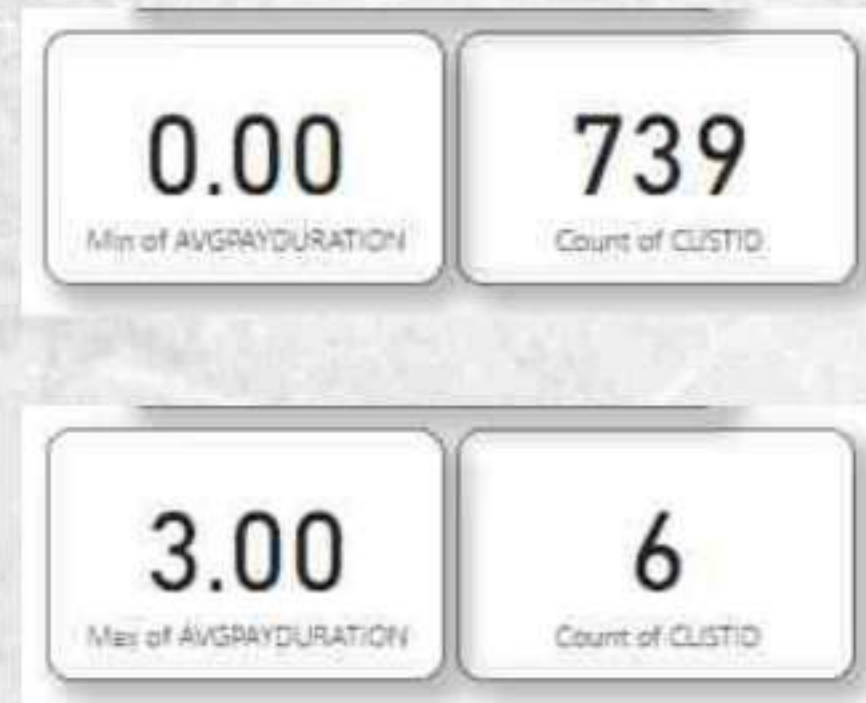 0.00 739
Min of AVGPAYDURATION Count of CUSTID
3.00 6
Max of AVGPAYDURATION Count of CUSTID